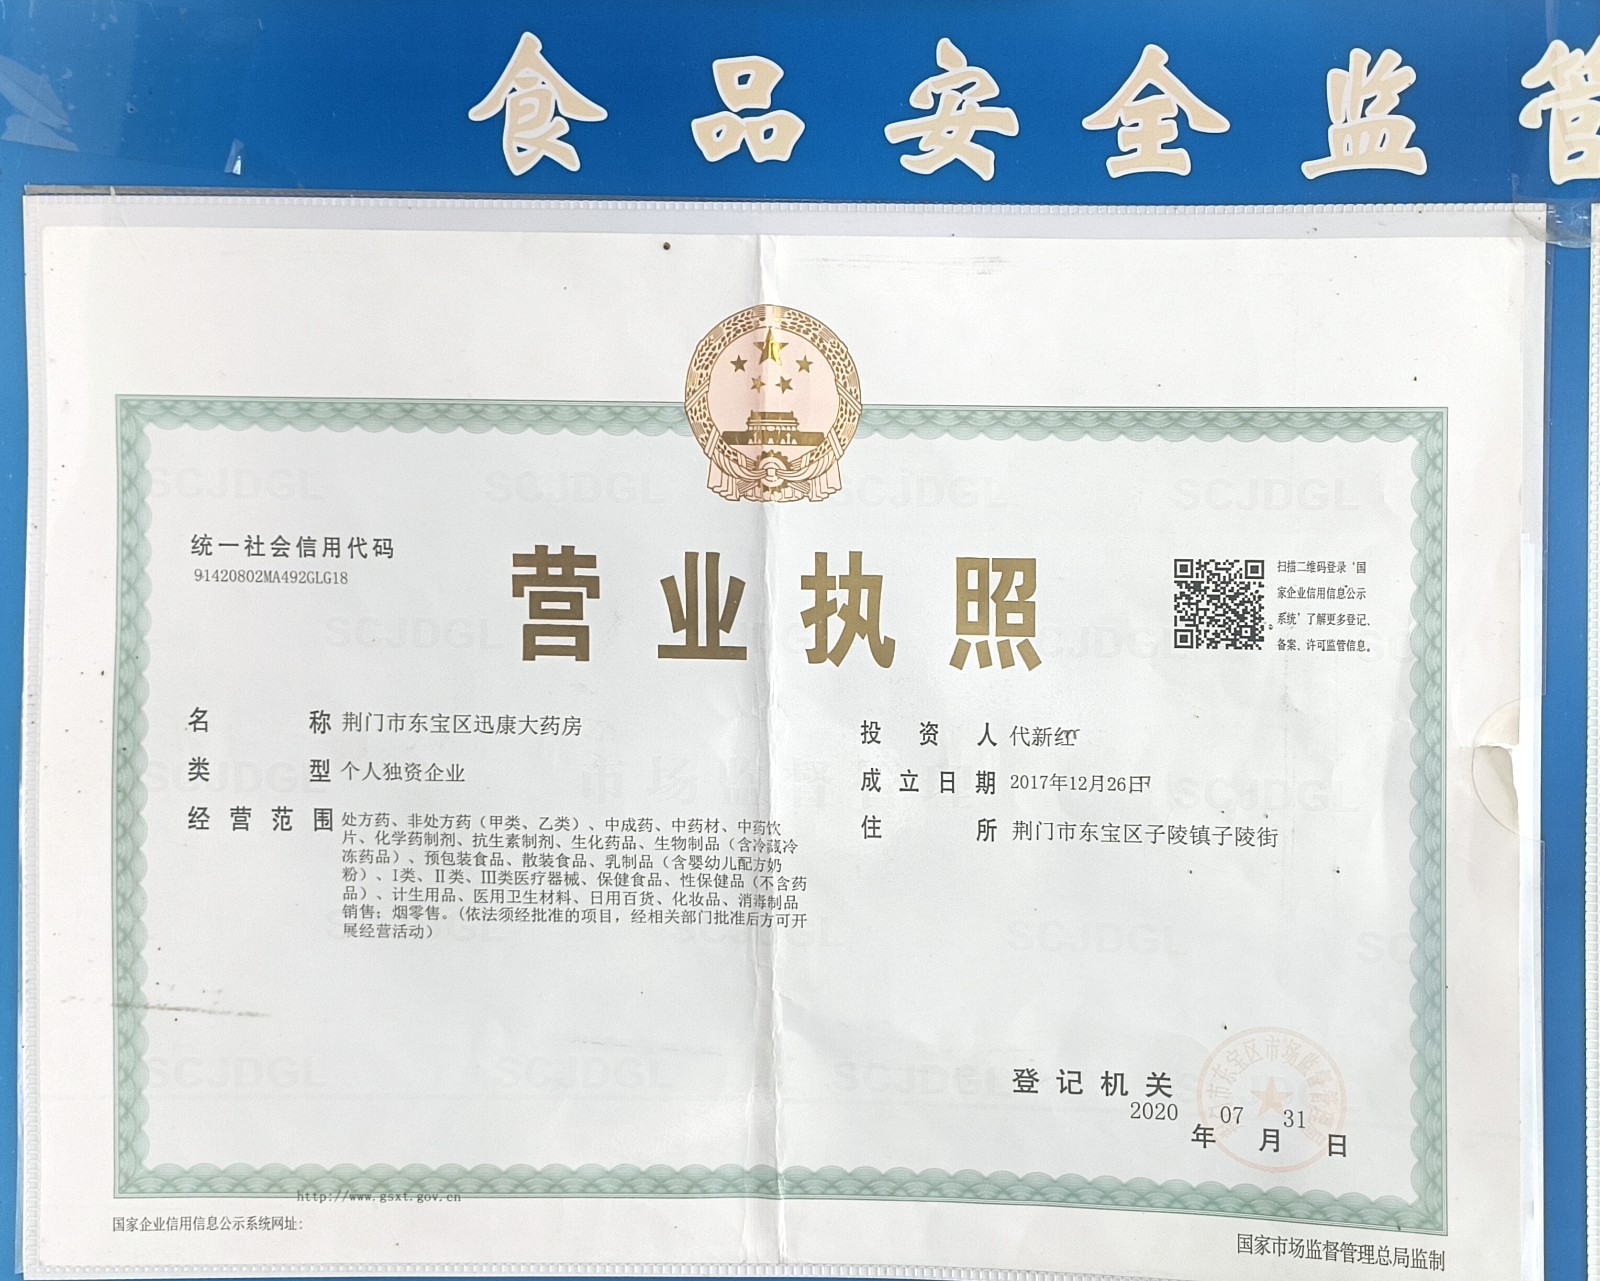 食品安全监管
统一社会信用代码
91420802MA492GLG18
营业执照
扫描二维码登录‘国
家企业信用信息公示
系统’了解更多登记、
备案、许可监管信息。
名称 荆门市东宝区迅康大药房
类型 个人独资企业
经营范围 处方药、非处方药（甲类、乙类）、中成药、中药材、中药饮
片、化学药制剂、抗生素制剂、生化药品、生物制品（含冷藏冷
冻药品）、预包装食品、散装食品、乳制品（含婴幼儿配方奶
粉）、Ⅰ类、Ⅱ类、Ⅲ类医疗器械、保健食品、性保健品（不含药
品）、计生用品、医用卫生材料、日用百货、化妆品、消毒制品
销售；烟零售。(依法须经批准的项目，经相关部门批准后方可开
展经营活动）
投资人 代新红
成立日期 2017年12月26日
住所 荆门市东宝区子陵镇子陵街
登记机关
2020年07月31日
http://www.gsxt.gov.cn
国家企业信用信息公示系统网址：
国家市场监督管理总局监制
SCJDGL